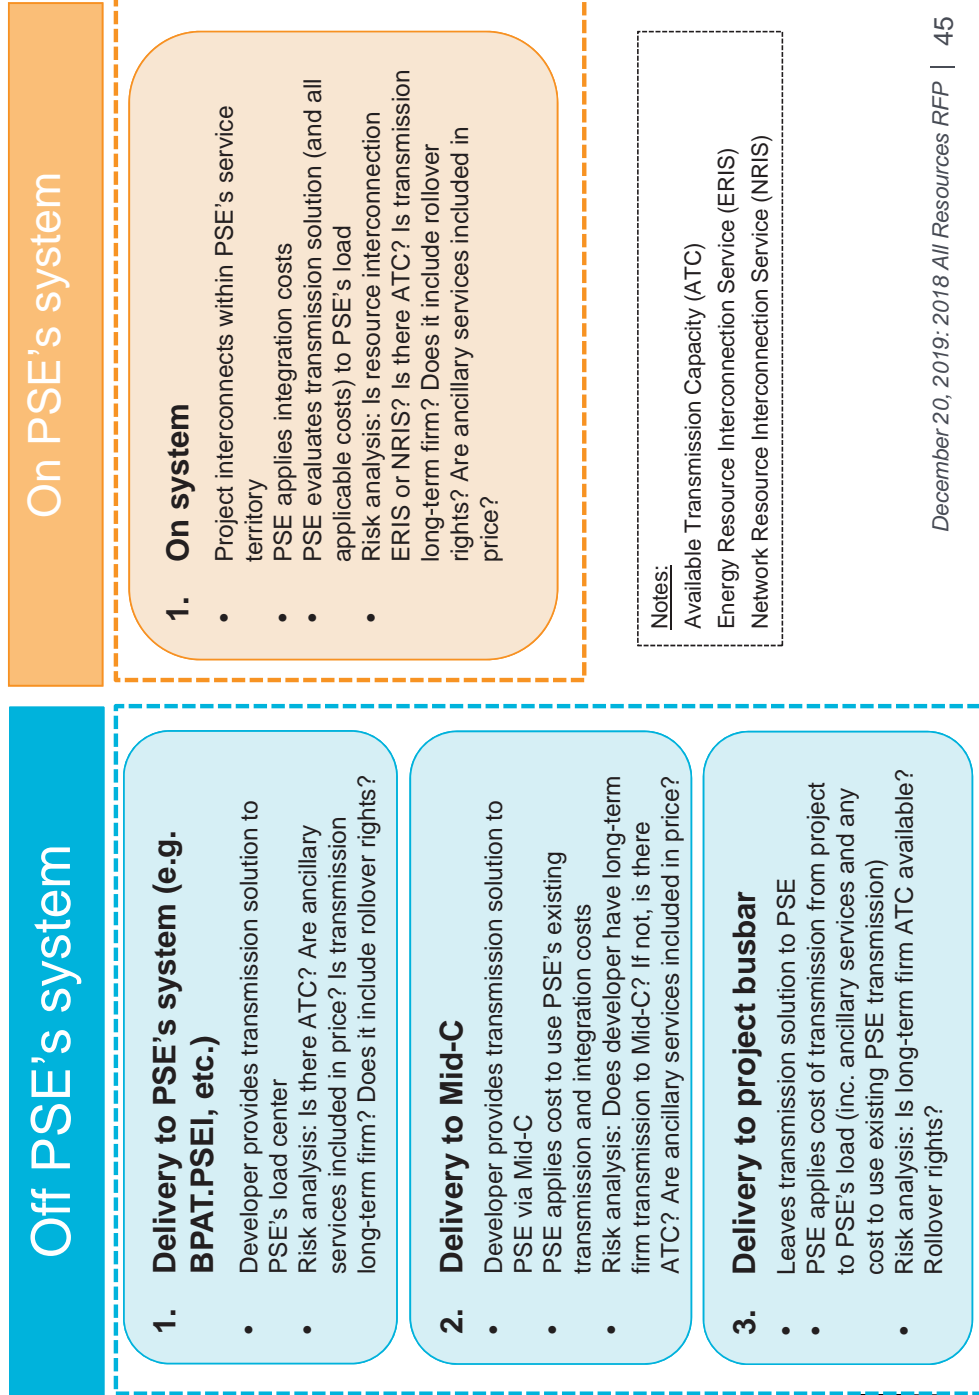 Off PSE's system
1. Delivery to PSE's system (e.g.
BPAT.PSEI, etc.)
• Developer provides transmission solution to
PSE's load center
• Risk analysis: Is there ATC? Are ancillary
services included in price? Is transmission
long-term firm? Does it include rollover rights?
2. Delivery to Mid-C
• Developer provides transmission solution to
PSE via Mid-C
• PSE applies cost to use PSE's existing
transmission and integration costs
• Risk analysis: Does developer have long-term
firm transmission to Mid-C? If not, is there
ATC? Are ancillary services included in price?
3. Delivery to project busbar
• Leaves transmission solution to PSE
• PSE applies cost of transmission from project
to PSE's load (inc. ancillary services and any
cost to use existing PSE transmission)
• Risk analysis: Is long-term firm ATC available?
Rollover rights?
On PSE's system
1. On system
• Project interconnects within PSE's service
territory
• PSE applies integration costs
• PSE evaluates transmission solution (and all
applicable costs) to PSE's load
• Risk analysis: Is resource interconnection
ERIS or NRIS? Is there ATC? Is transmission
long-term firm? Does it include rollover
rights? Are ancillary services included in
price?
Notes:
Available Transmission Capacity (ATC)
Energy Resource Interconnection Service (ERIS)
Network Resource Interconnection Service (NRIS)
December 20, 2019: 2018 All Resources RFP | 45